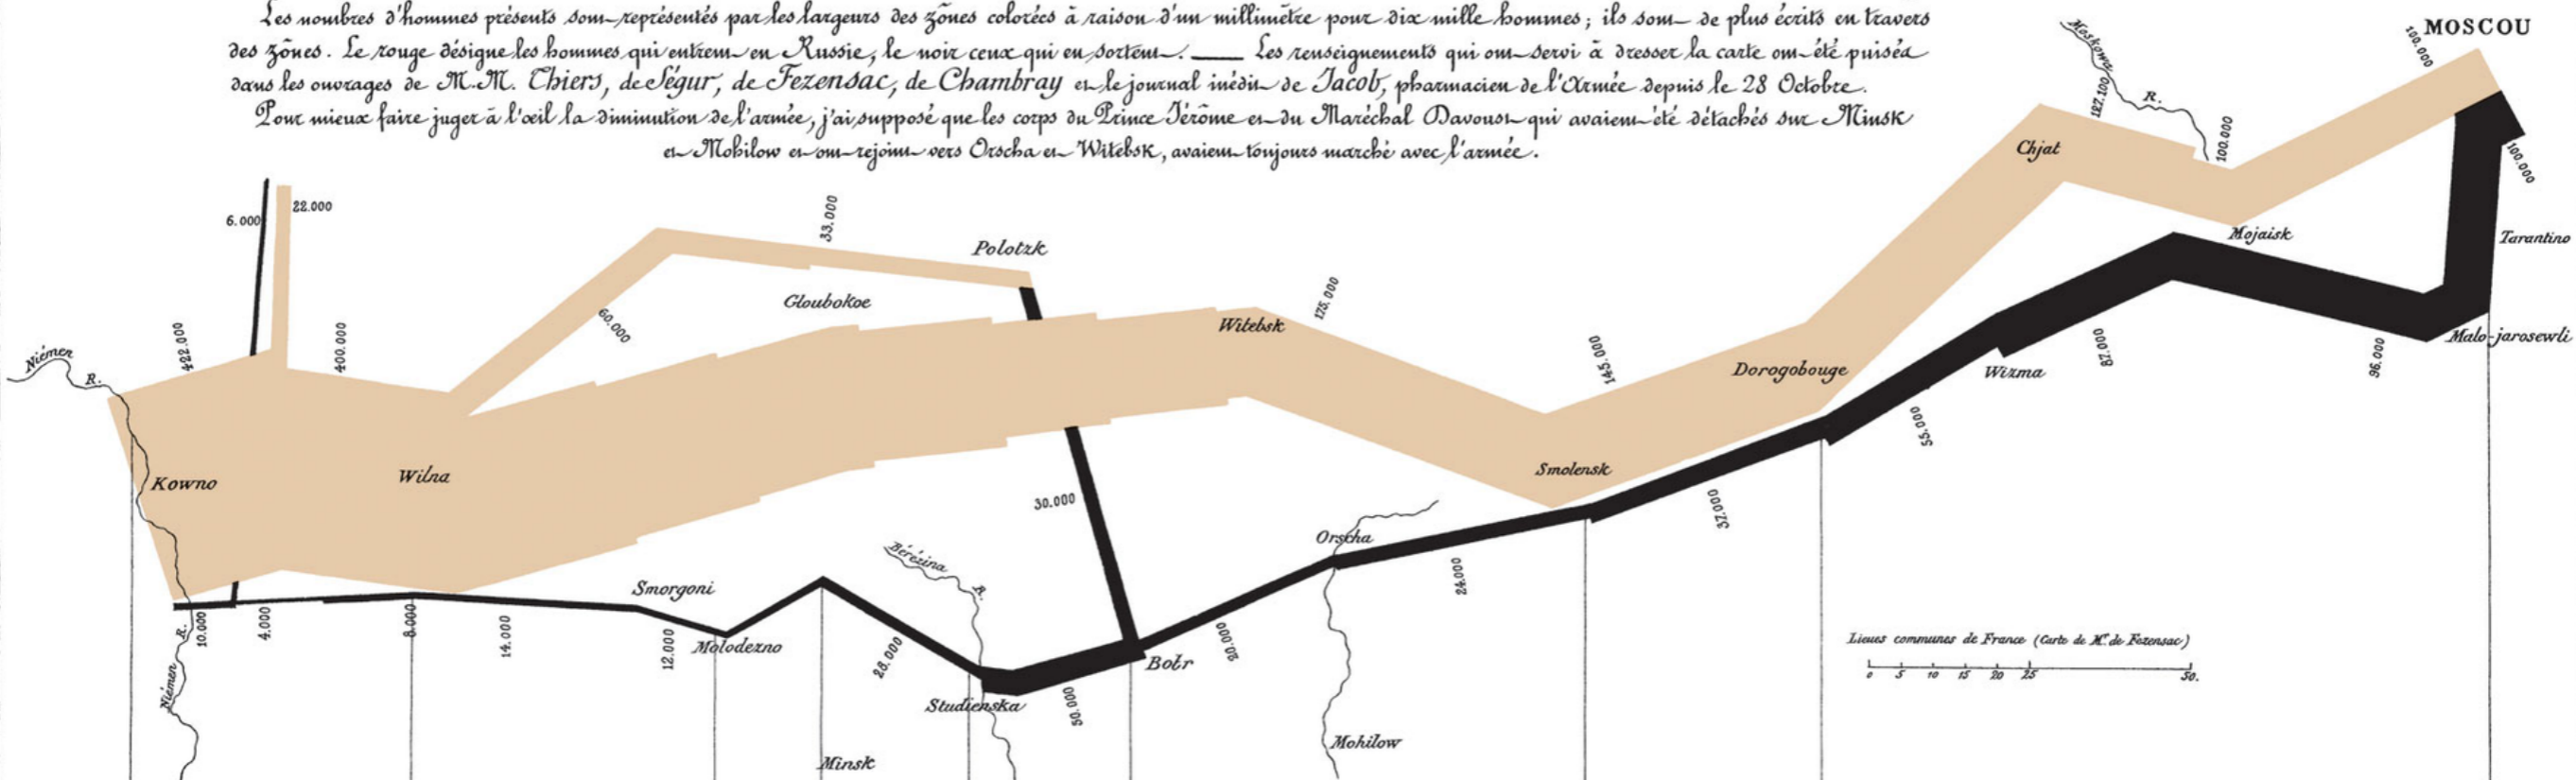 Les nombres d'hommes présents sont représentés par les largeurs des zônes colorées à raison d'un millimètre pour dix mille hommes; ils sont de plus écrits en travers
des zônes. Le rouge désigne les hommes qui entrent en Russie, le noir ceux qui en sortent. — Les renseignements qui ont servi à dresser la carte ont été puisés
dans les ouvrages de M.M. Thiers, de Ségur, de Fezensac, de Chambray et le journal inédit de Jacob, pharmacien de l'Armée depuis le 28 Octobre.
Pour mieux faire juger à l'œil la diminution de l'armée, j'ai supposé que les corps du Prince Jérôme et du Maréchal Davoust qui avaient été détachés sur Minsk
et Mohilow et ont rejoint vers Orscha et Witebsk, avaient toujours marché avec l'armée.
MOSCOU
100.000
Moskowa
R.
127.100
100.000
Chjat
100.000
6.000
22.000
33.000
Polotzk
Mojaisk
Tarantino
Gloubokoe
60.000
175.000
Witebsk
422.000
400.000
Niémen
R.
145.000
Dorogobouge
Wizma
87.000
96.000
Malo-jarosewli
55.000
Kowno
Wilna
Smolensk
30.000
37.000
Orscha
Bérézina
R.
24.000
Smorgoni
10.000
4.000
8.000
14.000
12.000
Molodezno
28.000
20.000
Bobr
Lieues communes de France (Carte de Mr. de Fezensac)
0 5 10 15 20 25 50.
R.
Niémen
Studienska
50.000
Mohilow
Minsk